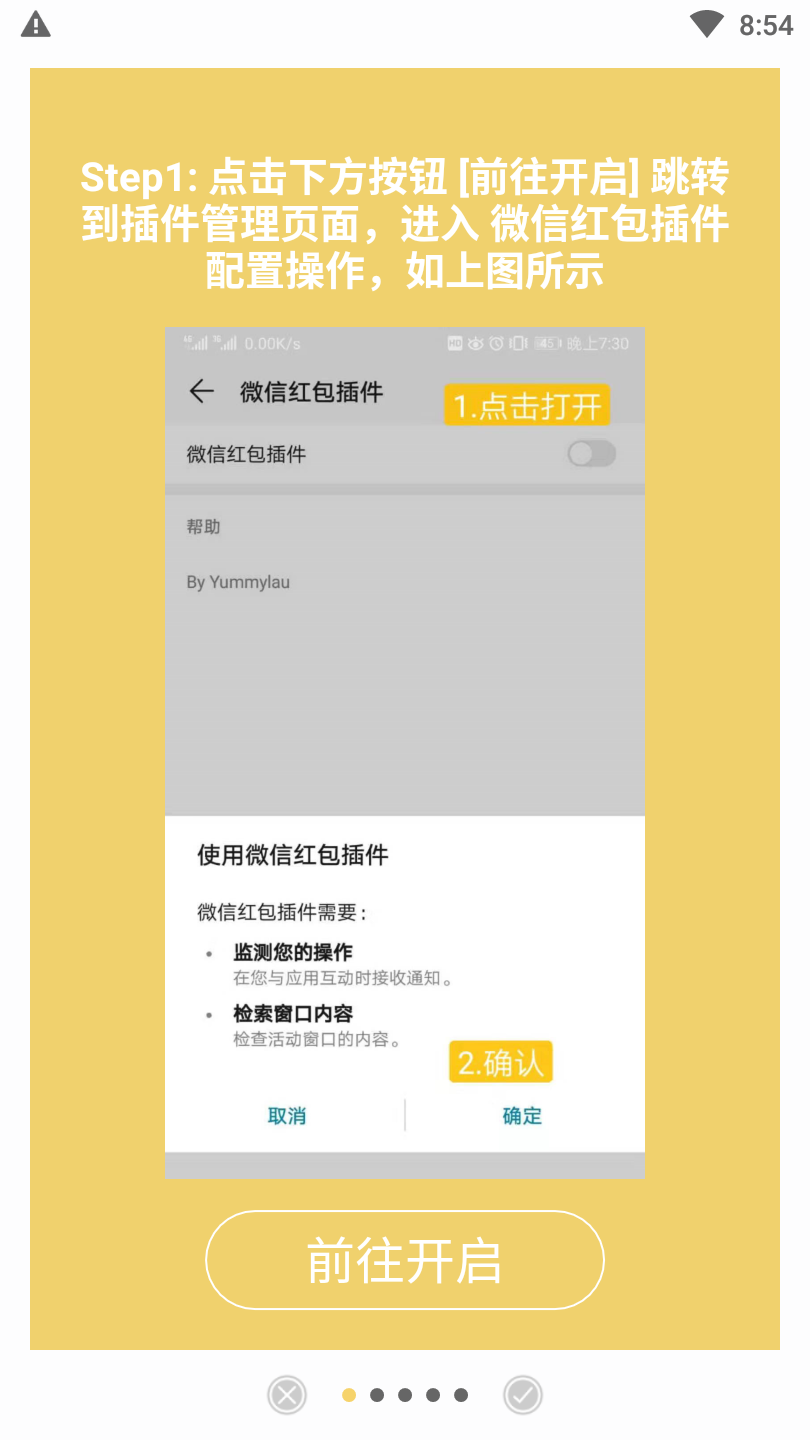 8:54
Step1: 点击下方按钮 [前往开启] 跳转
到插件管理页面，进入 微信红包插件
配置操作，如上图所示
0.00K/s
HD
45
晚上7:30
微信红包插件
1.点击打开
微信红包插件
帮助
By Yummylau
使用微信红包插件
微信红包插件需要：
监测您的操作
在您与应用互动时接收通知。
检索窗口内容
检查活动窗口的内容。
2.确认
取消
确定
前往开启